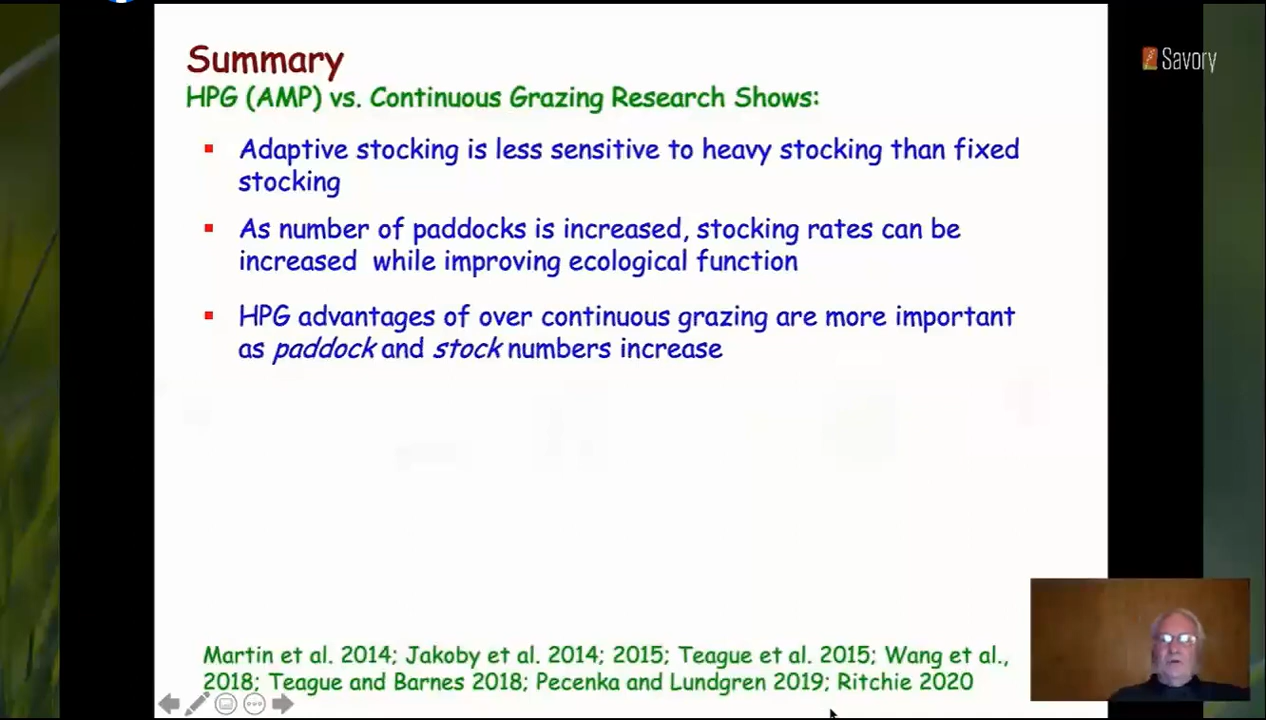 Summary
HPG (AMP) vs. Continuous Grazing Research Shows:
Adaptive stocking is less sensitive to heavy stocking than fixed
stocking
As number of paddocks is increased, stocking rates can be
increased while improving ecological function
HPG advantages of over continuous grazing are more important
as paddock and stock numbers increase
Martin et al. 2014; Jakoby et al. 2014; 2015; Teague et al. 2015; Wang et al.,
2018; Teague and Barnes 2018; Pecenka and Lundgren 2019; Ritchie 2020
Savory